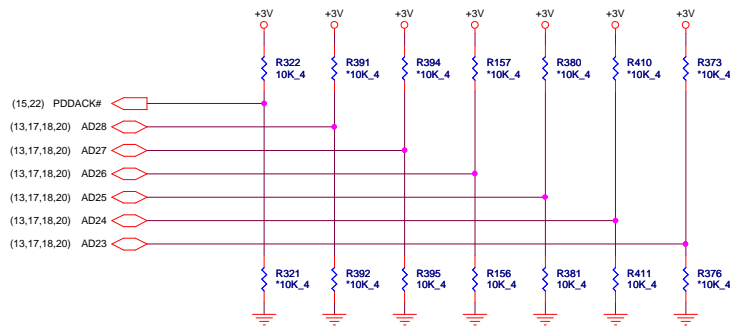 +3V +3V +3V +3V +3V +3V +3V
R322 R391 R394 R157 R380 R410 R373
10K_4 *10K_4 *10K_4 *10K_4 *10K_4 *10K_4 *10K_4
(15,22) PDDACK#
(13,17,18,20) AD28
(13,17,18,20) AD27
(13,17,18,20) AD26
(13,17,18,20) AD25
(13,17,18,20) AD24
(13,17,18,20) AD23
R321 R392 R395 R156 R381 R411 R376
*10K_4 *10K_4 10K_4 10K_4 10K_4 10K_4 *10K_4